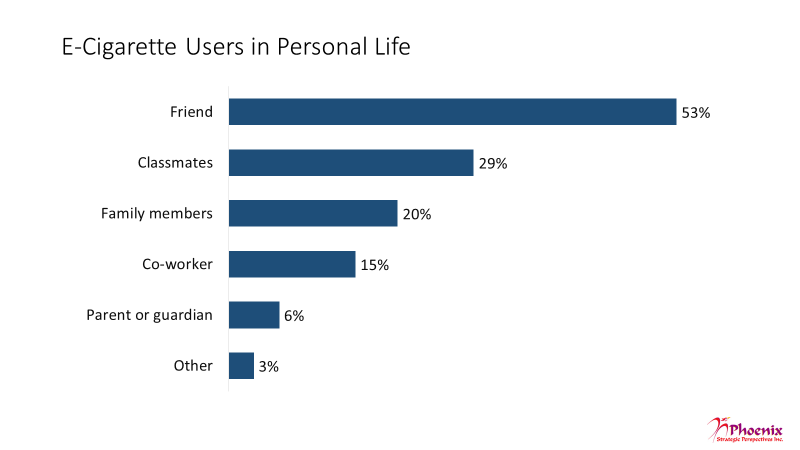 E-Cigarette Users in Personal Life
Friend 53%
Classmates 29%
Family members 20%
Co-worker 15%
Parent or guardian 6%
Other 3%
Phoenix
Strategic Perspectives Inc.